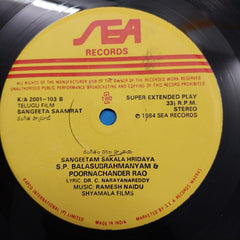 SEA
RECORDS
ALL RIGHTS OF THE MANUFACTURER AND OF THE OWNER OF THE RECORDED WORK RESERVED
UNAUTHORISED PUBLIC PERFORMANCE BROADCASTING AND COPYING OF THIS RECORD PROHIBITED
K/A 2001-103 B
TELUGU FILM
SANGEETA SAAMRAT
SUPER EXTENDED PLAY
33⅓ R.P.M.
STEREO
℗ 1984 SEA RECORDS
SANGEETAM SAKALA HRIDAYA
S.P. BALASUBRAHMANYAM &
POORNACHANDER RAO
LYRIC: DR. C. NARAYANAREDDY
MUSIC: RAMESH NAIDU
SHYAMALA FILMS
MADE IN INDIA